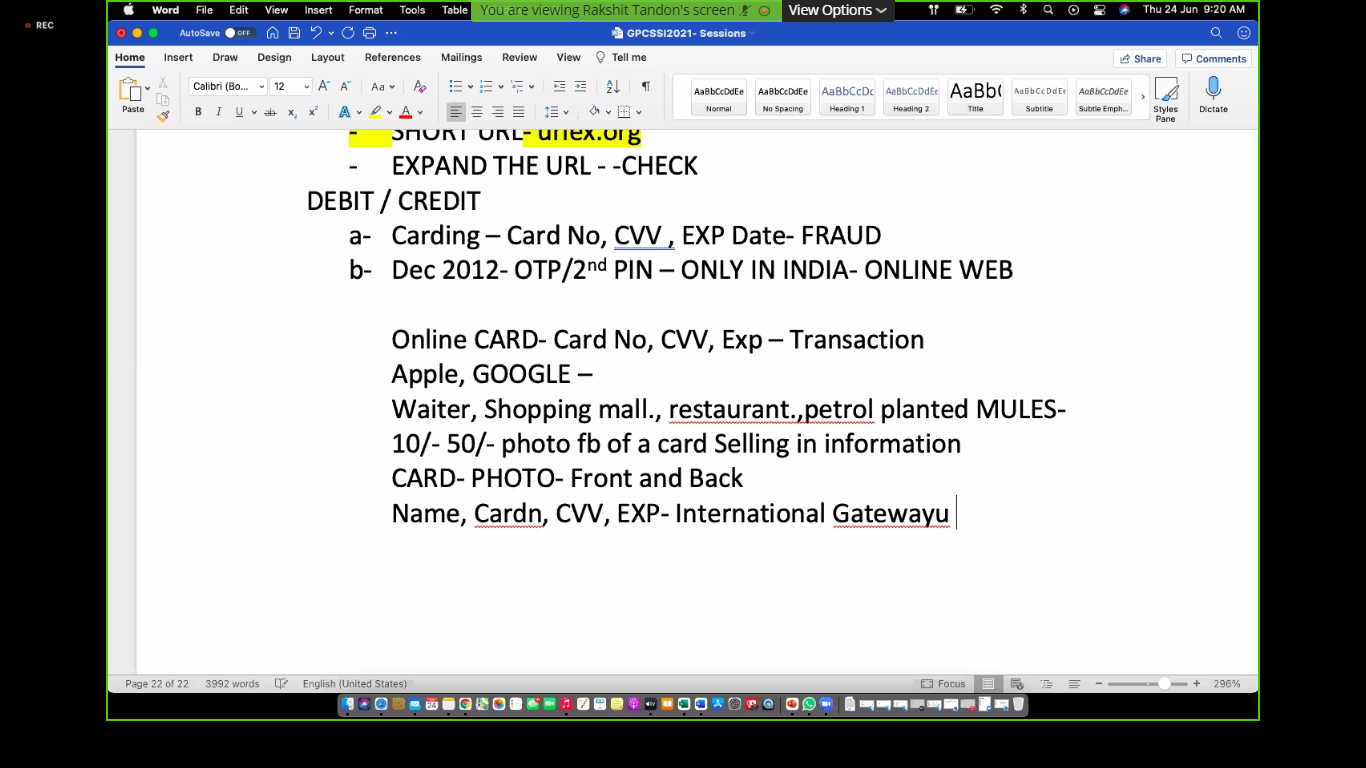 REC
Word File Edit View Insert Format Tools Table
You are viewing Rakshit Tandon's screen
View Options
Thu 24 Jun 9:20 AM
AutoSave OFF
GPCSSI2021- Sessions
Home Insert Draw Design Layout References Mailings Review View Tell me
Share Comments
Paste
Calibri (Bo... 12
AaBbCcDdEe AaBbCcDdEe AaBbCcDc AaBbCcDdEe AaBb( AaBbCcDdEe AaBbCcDdEe
Normal No Spacing Heading 1 Heading 2 Title Subtitle Subtle Emph...
Styles Pane
Dictate
- SHORT URL- urlex.org
- EXPAND THE URL - -CHECK
DEBIT / CREDIT
a- Carding – Card No, CVV , EXP Date- FRAUD
b- Dec 2012- OTP/2nd PIN – ONLY IN INDIA- ONLINE WEB
Online CARD- Card No, CVV, Exp – Transaction
Apple, GOOGLE –
Waiter, Shopping mall., restaurant.,petrol planted MULES-
10/- 50/- photo fb of a card Selling in information
CARD- PHOTO- Front and Back
Name, Cardn, CVV, EXP- International Gatewayu
Page 22 of 22 3992 words English (United States)
Focus 296%